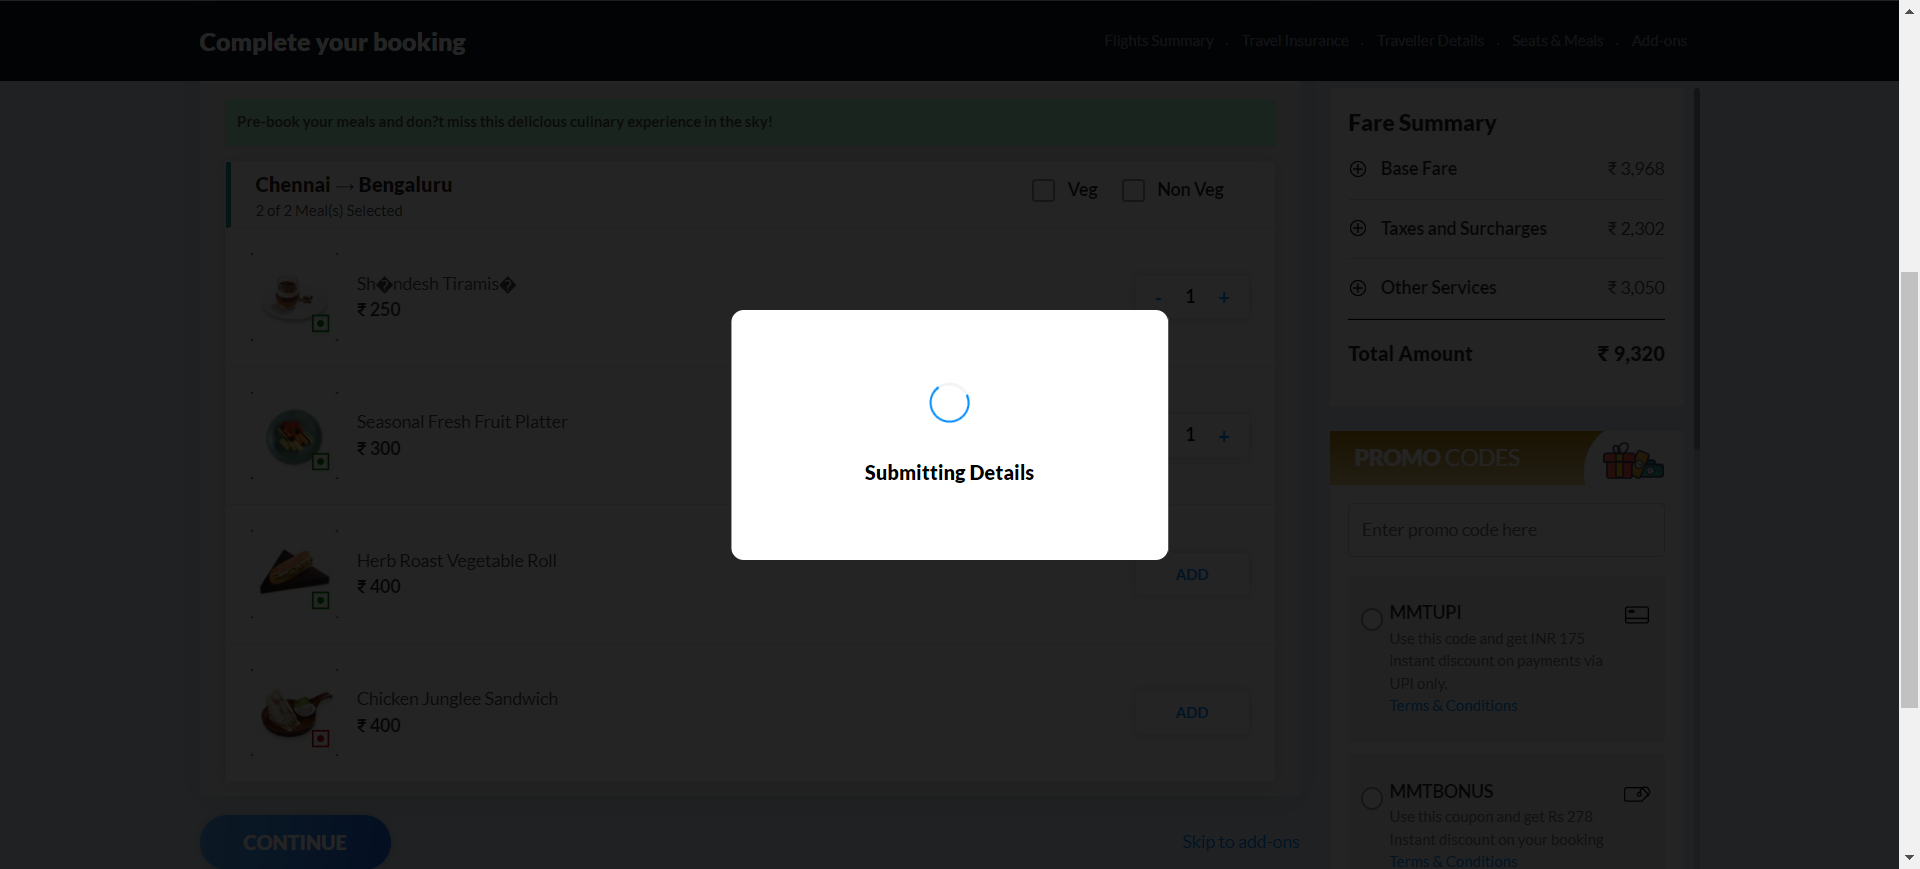 Complete your booking
Flights Summary · Travel Insurance · Traveller Details · Seats & Meals · Add-ons
Pre-book your meals and don?t miss this delicious culinary experience in the sky!
Chennai → Bengaluru
2 of 2 Meal(s) Selected
Veg
Non Veg
Sh�ndesh Tiramis�
₹ 250
- 1 +
Seasonal Fresh Fruit Platter
₹ 300
1 +
Herb Roast Vegetable Roll
₹ 400
ADD
Chicken Junglee Sandwich
₹ 400
ADD
CONTINUE
Skip to add-ons
Submitting Details
Fare Summary
Base Fare ₹ 3,968
Taxes and Surcharges ₹ 2,302
Other Services ₹ 3,050
Total Amount ₹ 9,320
PROMO CODES
Enter promo code here
MMTUPI
Use this code and get INR 175
instant discount on payments via
UPI only.
Terms & Conditions
MMTBONUS
Use this coupon and get Rs 278
Instant discount on your booking
Terms & Conditions